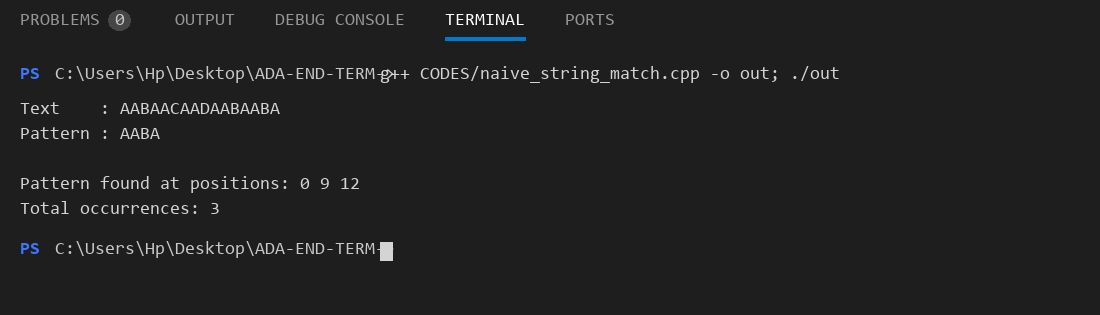 PROBLEMS 0 OUTPUT DEBUG CONSOLE TERMINAL PORTS
PS C:\Users\Hp\Desktop\ADA-END-TERM-> g++ CODES/naive_string_match.cpp -o out; ./out
Text    : AABAACAADAABAABA
Pattern : AABA
Pattern found at positions: 0 9 12
Total occurrences: 3
PS C:\Users\Hp\Desktop\ADA-END-TERM-